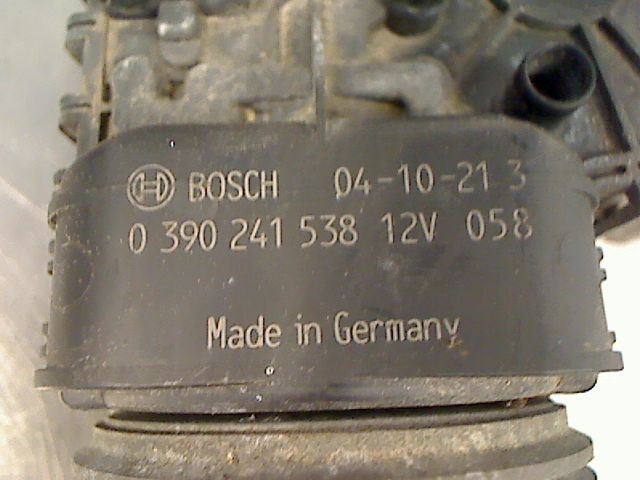 BOSCH 04-10-21 3
0 390 241 538 12V 058
Made in Germany